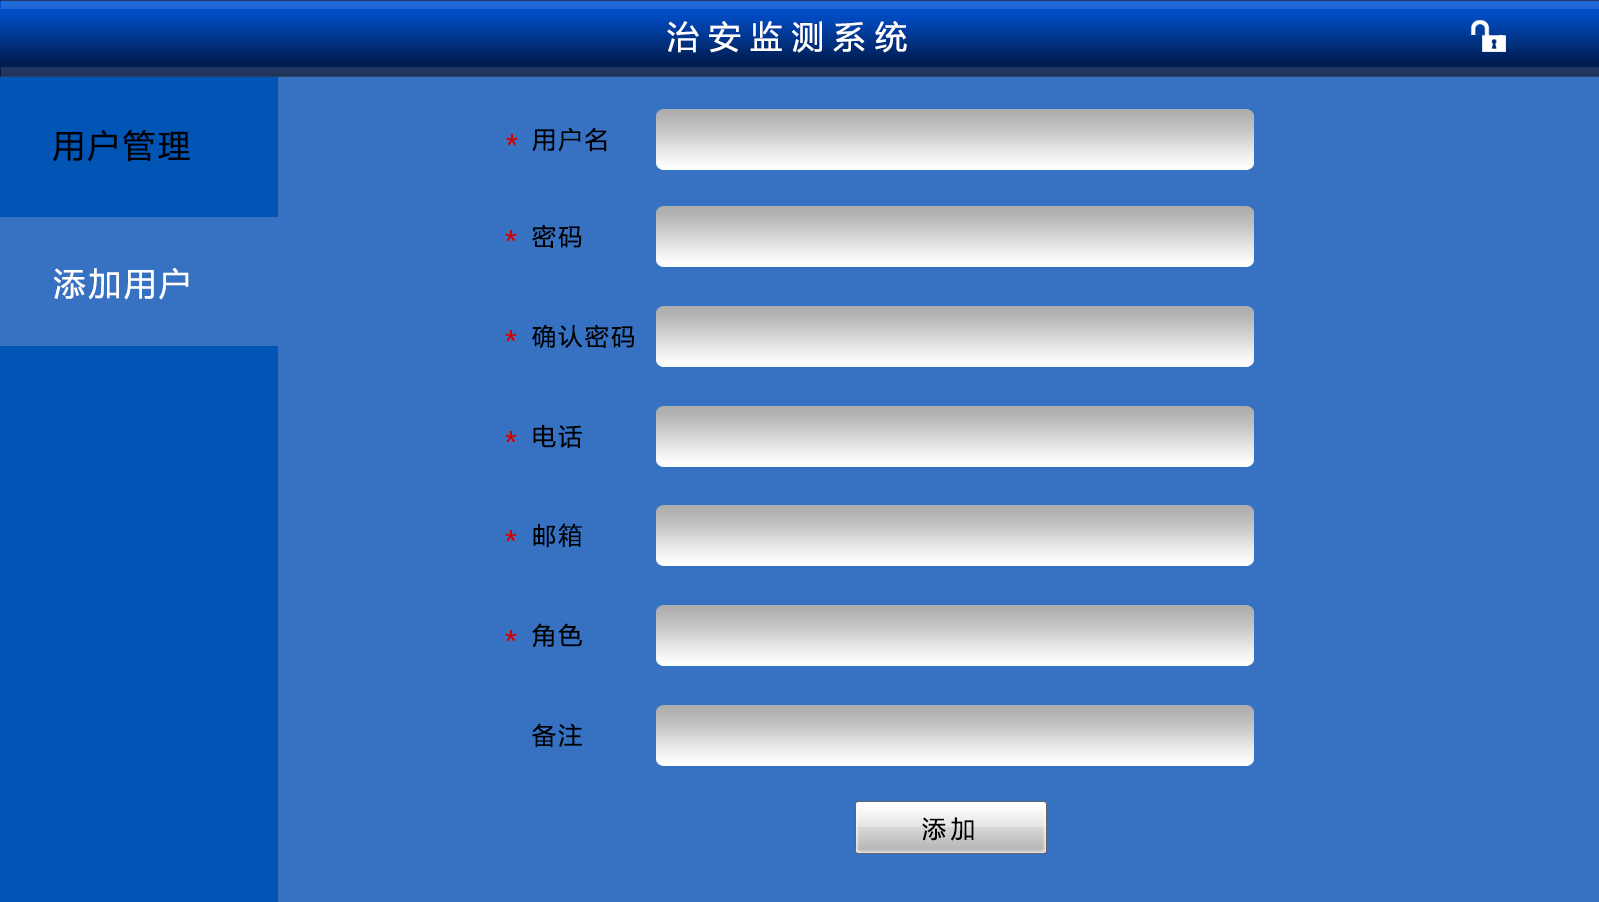 治安监测系统
用户管理
添加用户
* 用户名
* 密码
* 确认密码
* 电话
* 邮箱
* 角色
备注
添加